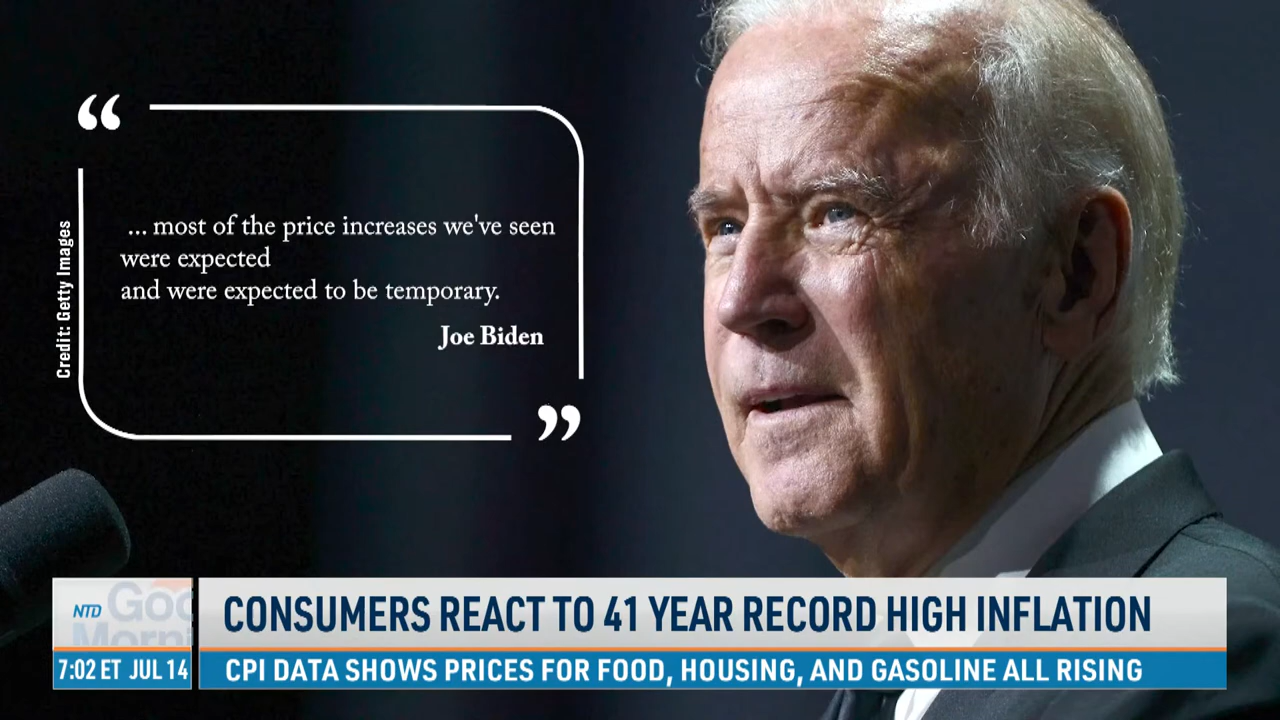 “
... most of the price increases we've seen
were expected
and were expected to be temporary.
Joe Biden
”
Credit: Getty Images
NTD
Goo
Morni
CONSUMERS REACT TO 41 YEAR RECORD HIGH INFLATION
7:02 ET JUL 14
CPI DATA SHOWS PRICES FOR FOOD, HOUSING, AND GASOLINE ALL RISING